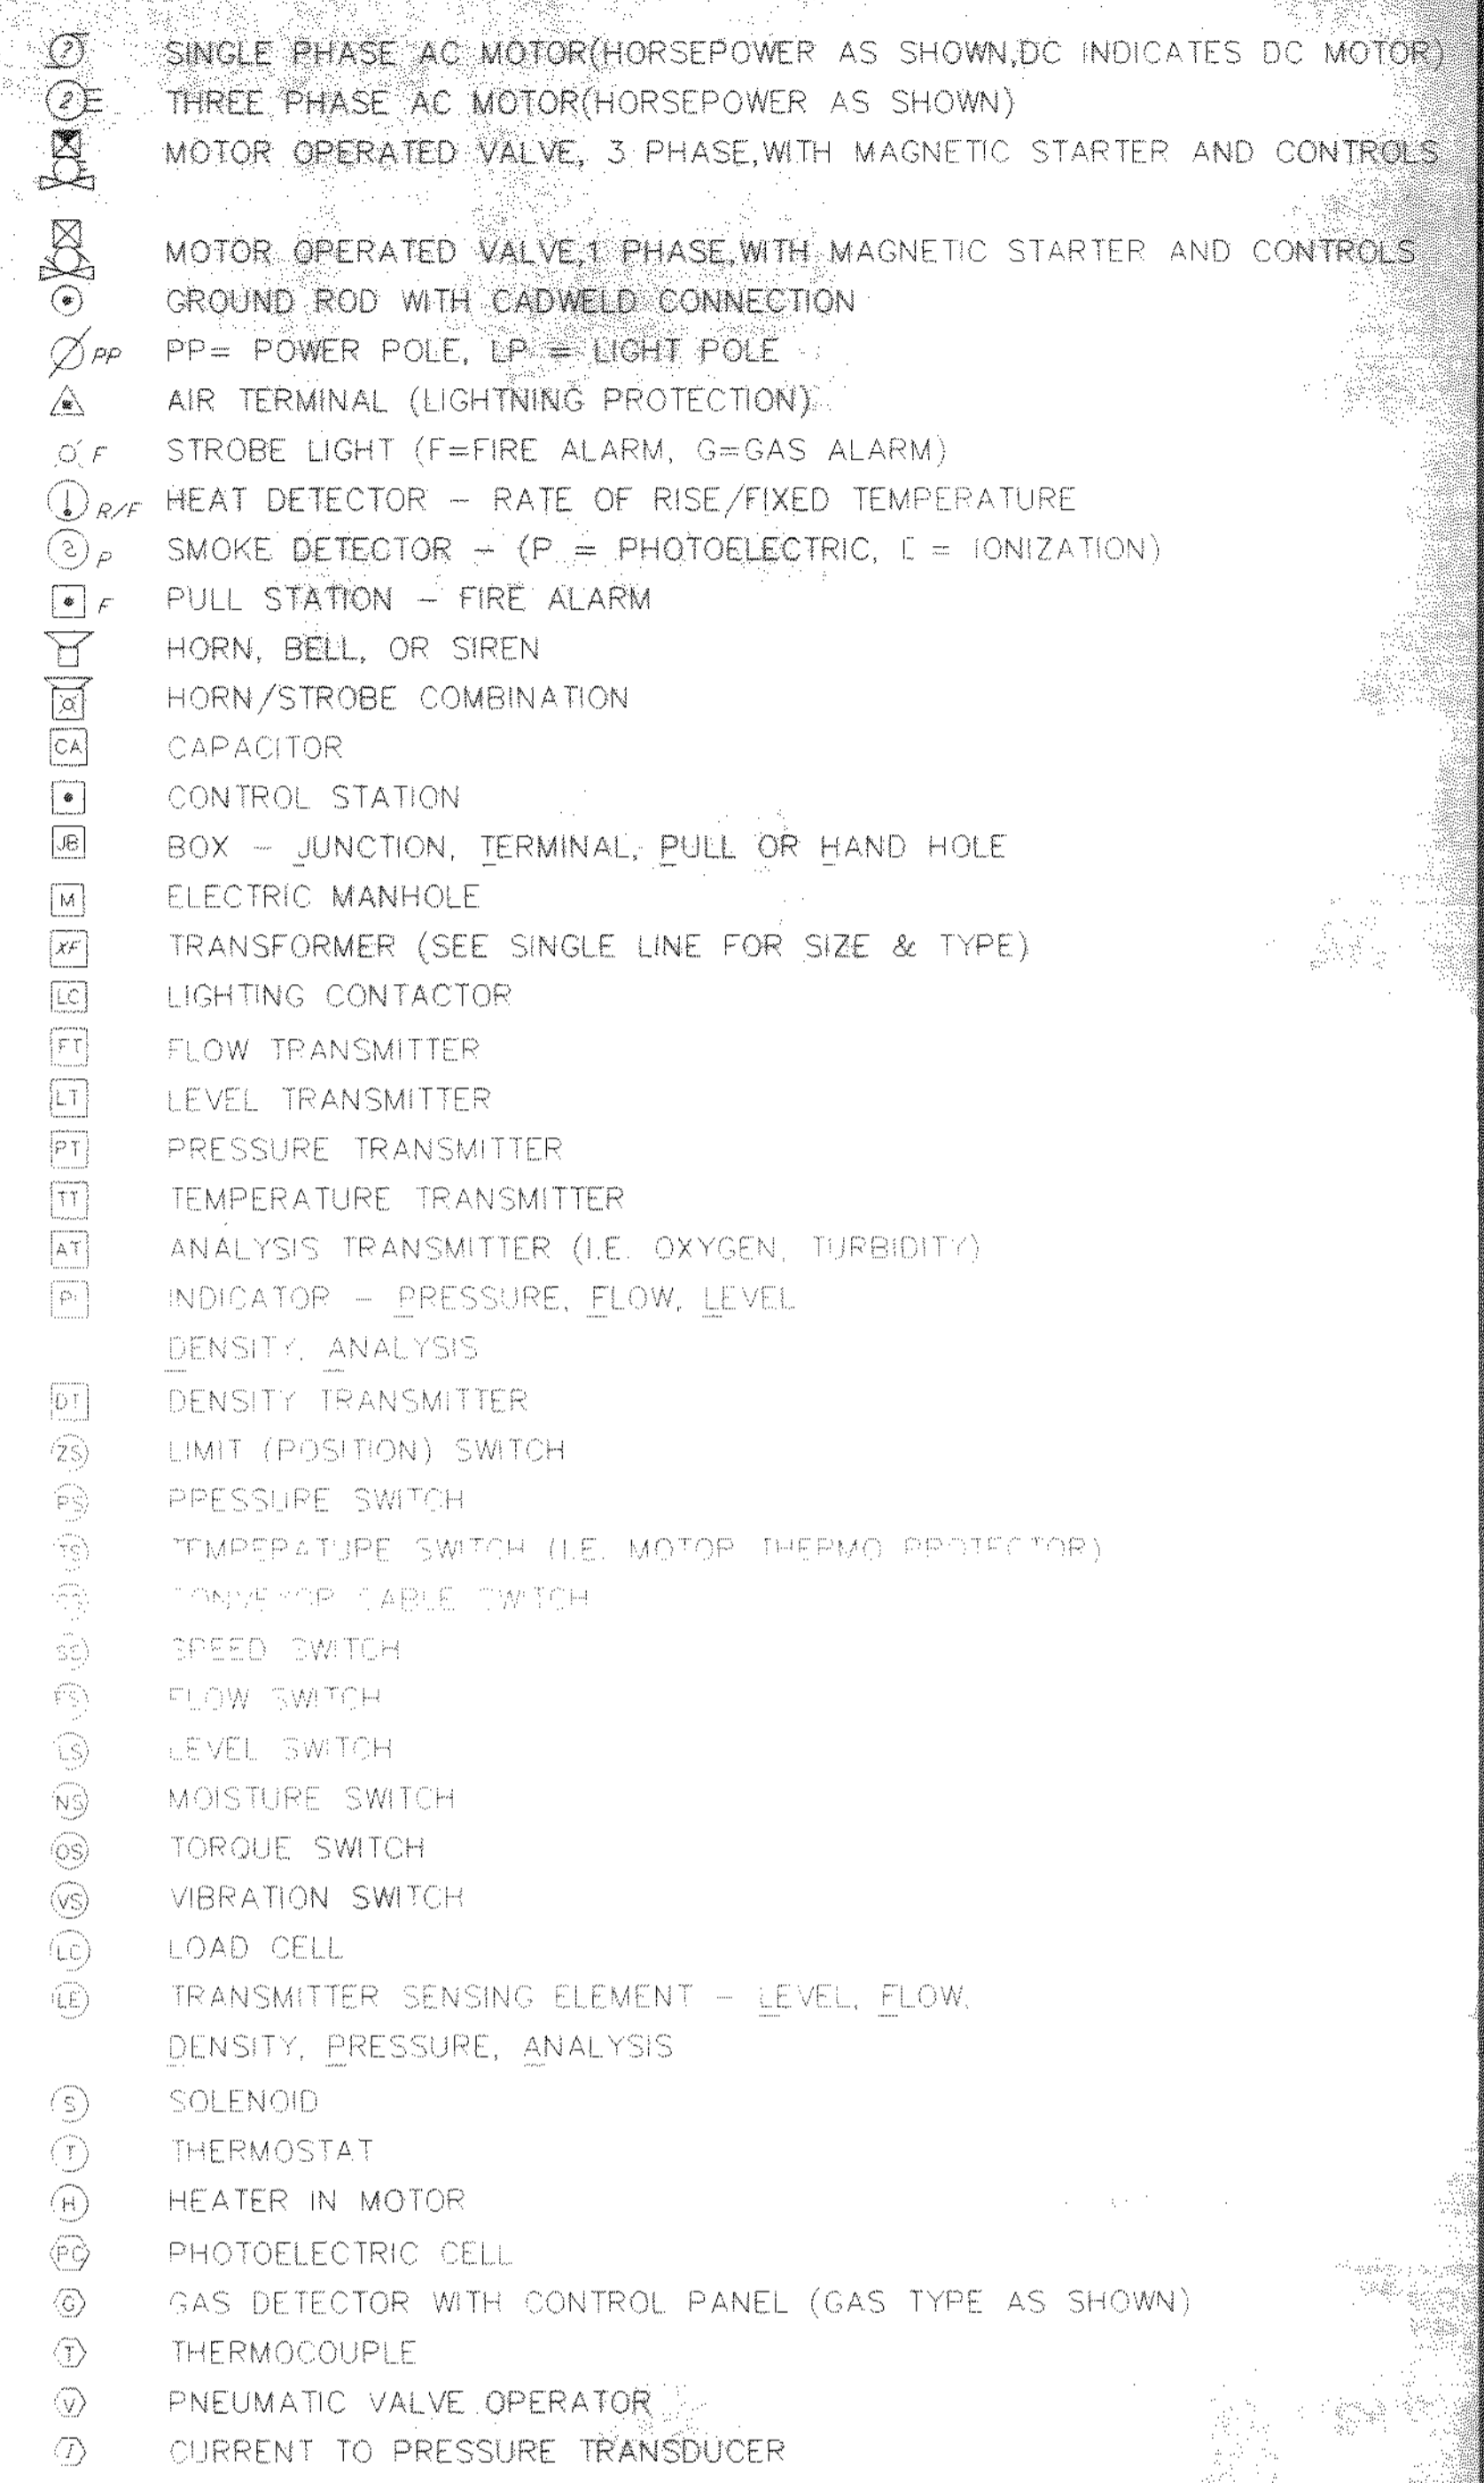 ? SINGLE PHASE AC MOTOR(HORSEPOWER AS SHOWN,DC INDICATES DC MOTOR)
2 THREE PHASE AC MOTOR(HORSEPOWER AS SHOWN)
MOTOR OPERATED VALVE, 3 PHASE,WITH MAGNETIC STARTER AND CONTROLS
MOTOR OPERATED VALVE,1 PHASE,WITH MAGNETIC STARTER AND CONTROLS
GROUND ROD WITH CADWELD CONNECTION
PP PP= POWER POLE, LP = LIGHT POLE
AIR TERMINAL (LIGHTNING PROTECTION)
F STROBE LIGHT (F=FIRE ALARM, G=GAS ALARM)
R/F HEAT DETECTOR - RATE OF RISE/FIXED TEMPERATURE
P SMOKE DETECTOR - (P = PHOTOELECTRIC, = IONIZATION)
F PULL STATION - FIRE ALARM
HORN, BELL, OR SIREN
HORN/STROBE COMBINATION
CA CAPACITOR
CONTROL STATION
JB BOX - JUNCTION, TERMINAL, PULL OR HAND HOLE
M ELECTRIC MANHOLE
XF TRANSFORMER (SEE SINGLE LINE FOR SIZE & TYPE)
LC LIGHTING CONTACTOR
FT FLOW TRANSMITTER
LT LEVEL TRANSMITTER
PT PRESSURE TRANSMITTER
TT TEMPERATURE TRANSMITTER
AT ANALYSIS TRANSMITTER (I.E. OXYGEN, TURBIDITY)
PI INDICATOR - PRESSURE, FLOW, LEVEL
DENSITY, ANALYSIS
DT DENSITY TRANSMITTER
ZS LIMIT (POSITION) SWITCH
PS PRESSURE SWITCH
TS TEMPERATURE SWITCH (I.E. MOTOR THERMO PROTECTOR)
CONVEYOR CABLE SWITCH
SPEED SWITCH
FS FLOW SWITCH
LS LEVEL SWITCH
NS MOISTURE SWITCH
OS TORQUE SWITCH
VS VIBRATION SWITCH
LC LOAD CELL
LE TRANSMITTER SENSING ELEMENT - LEVEL, FLOW,
DENSITY, PRESSURE, ANALYSIS
S SOLENOID
T THERMOSTAT
H HEATER IN MOTOR
PC PHOTOELECTRIC CELL
G GAS DETECTOR WITH CONTROL PANEL (GAS TYPE AS SHOWN)
T THERMOCOUPLE
V PNEUMATIC VALVE OPERATOR
I CURRENT TO PRESSURE TRANSDUCER